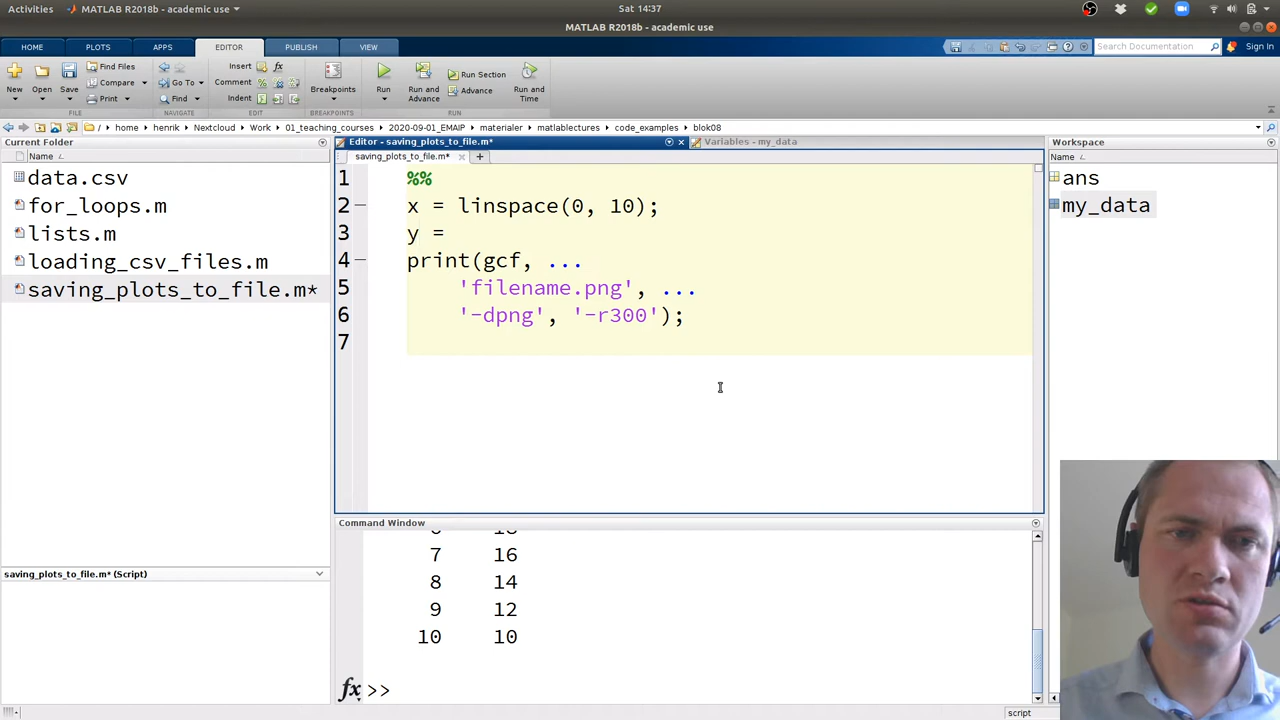 Activities
MATLAB R2018b - academic use
Sat 14:37
MATLAB R2018b - academic use
HOME
PLOTS
APPS
EDITOR
PUBLISH
VIEW
Search Documentation
Sign In
New
Open
Save
Find Files
Compare
Print
Go To
Find
Insert
Comment
Indent
fx
Breakpoints
Run
Run and Advance
Run Section
Advance
Run and Time
FILE
NAVIGATE
EDIT
BREAKPOINTS
RUN
/ home henrik Nextcloud Work 01_teaching_courses 2020-09-01_EMAIP materialer matlablectures code_examples blok08
Current Folder
Name
data.csv
for_loops.m
lists.m
loading_csv_files.m
saving_plots_to_file.m*
saving_plots_to_file.m* (Script)
Editor - saving_plots_to_file.m*
Variables - my_data
saving_plots_to_file.m*
1 %%
2 x = linspace(0, 10);
3 y =
4 print(gcf, ...
5 'filename.png', ...
6 '-dpng', '-r300');
7
Command Window
7 16
8 14
9 12
10 10
fx >>
Workspace
Name
ans
my_data
script